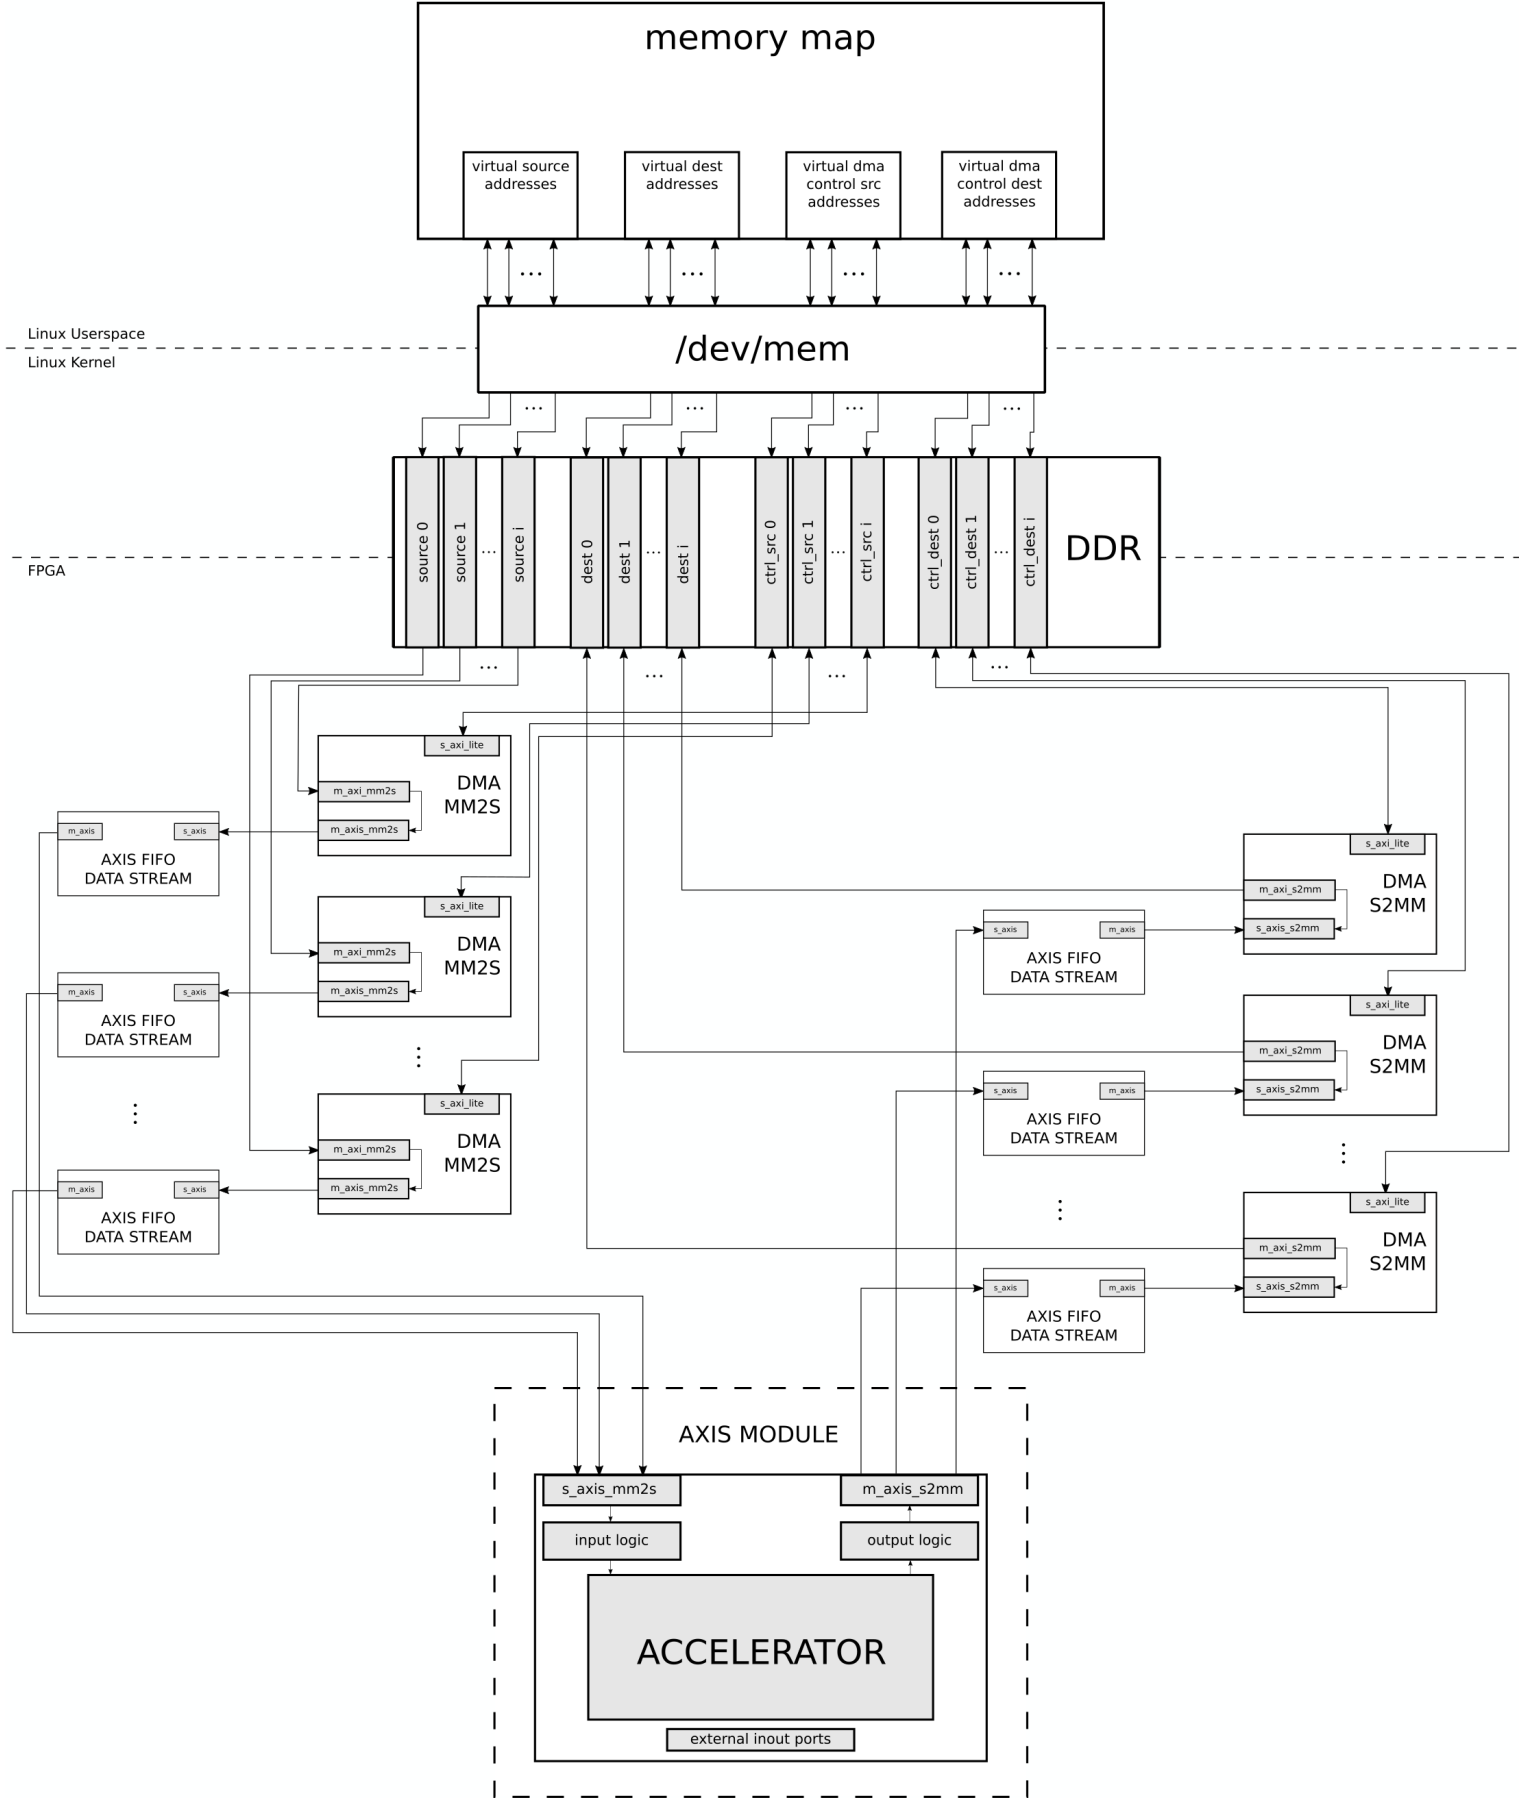 memory map
virtual source
addresses
virtual dest
addresses
virtual dma
control src
addresses
virtual dma
control dest
addresses
...
...
...
...
Linux Userspace
/dev/mem
Linux Kernel
...
...
...
...
source 0
source 1
...
source i
dest 0
dest 1
...
dest i
ctrl_src 0
ctrl_src 1
...
ctrl_src i
ctrl_dest 0
ctrl_dest 1
...
ctrl_dest i
DDR
FPGA
...
...
...
...
s_axi_lite
DMA
MM2S
m_axi_mm2s
m_axis_mm2s
m_axis
s_axis
AXIS FIFO
DATA STREAM
s_axi_lite
DMA
MM2S
m_axi_mm2s
m_axis_mm2s
m_axis
s_axis
AXIS FIFO
DATA STREAM
...
...
s_axi_lite
DMA
MM2S
m_axi_mm2s
m_axis_mm2s
m_axis
s_axis
AXIS FIFO
DATA STREAM
s_axi_lite
DMA
S2MM
m_axi_s2mm
s_axis_s2mm
s_axis
m_axis
AXIS FIFO
DATA STREAM
s_axi_lite
DMA
S2MM
m_axi_s2mm
s_axis_s2mm
s_axis
m_axis
AXIS FIFO
DATA STREAM
...
...
s_axi_lite
DMA
S2MM
m_axi_s2mm
s_axis_s2mm
s_axis
m_axis
AXIS FIFO
DATA STREAM
AXIS MODULE
s_axis_mm2s
m_axis_s2mm
input logic
output logic
ACCELERATOR
external inout ports